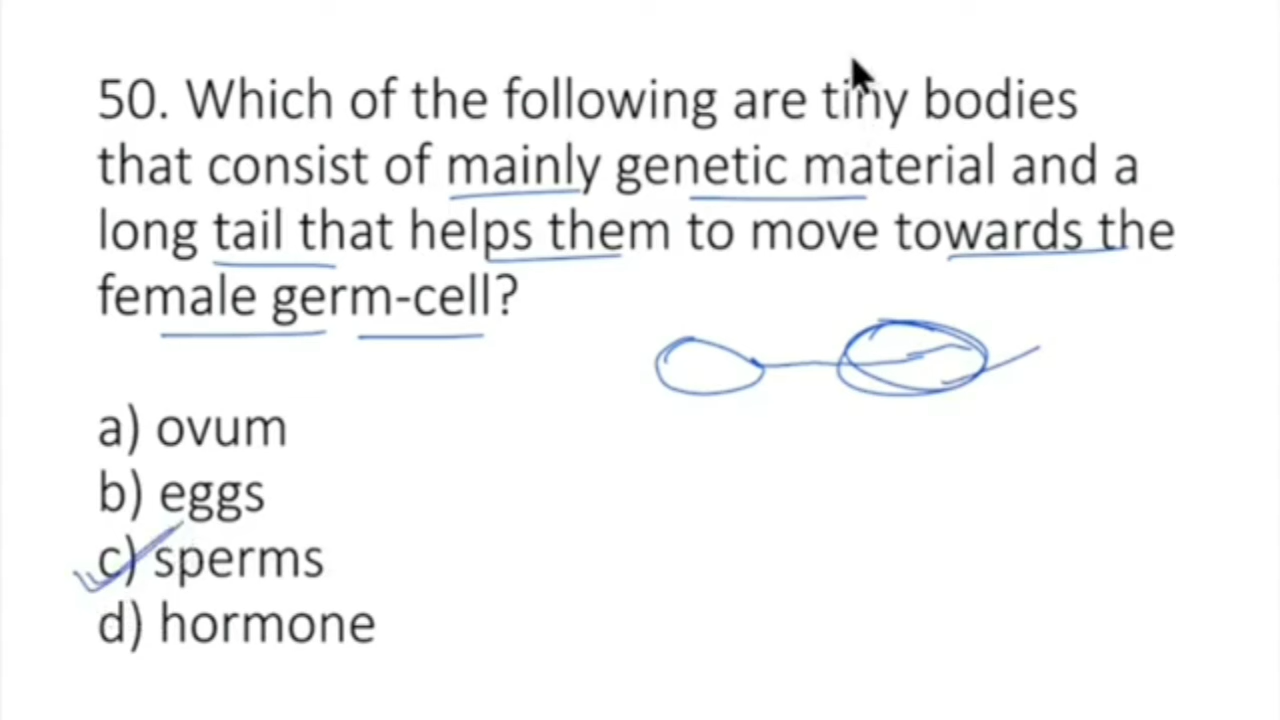 50. Which of the following are tiny bodies
that consist of mainly genetic material and a
long tail that helps them to move towards the
female germ-cell?
a) ovum
b) eggs
c) sperms
d) hormone